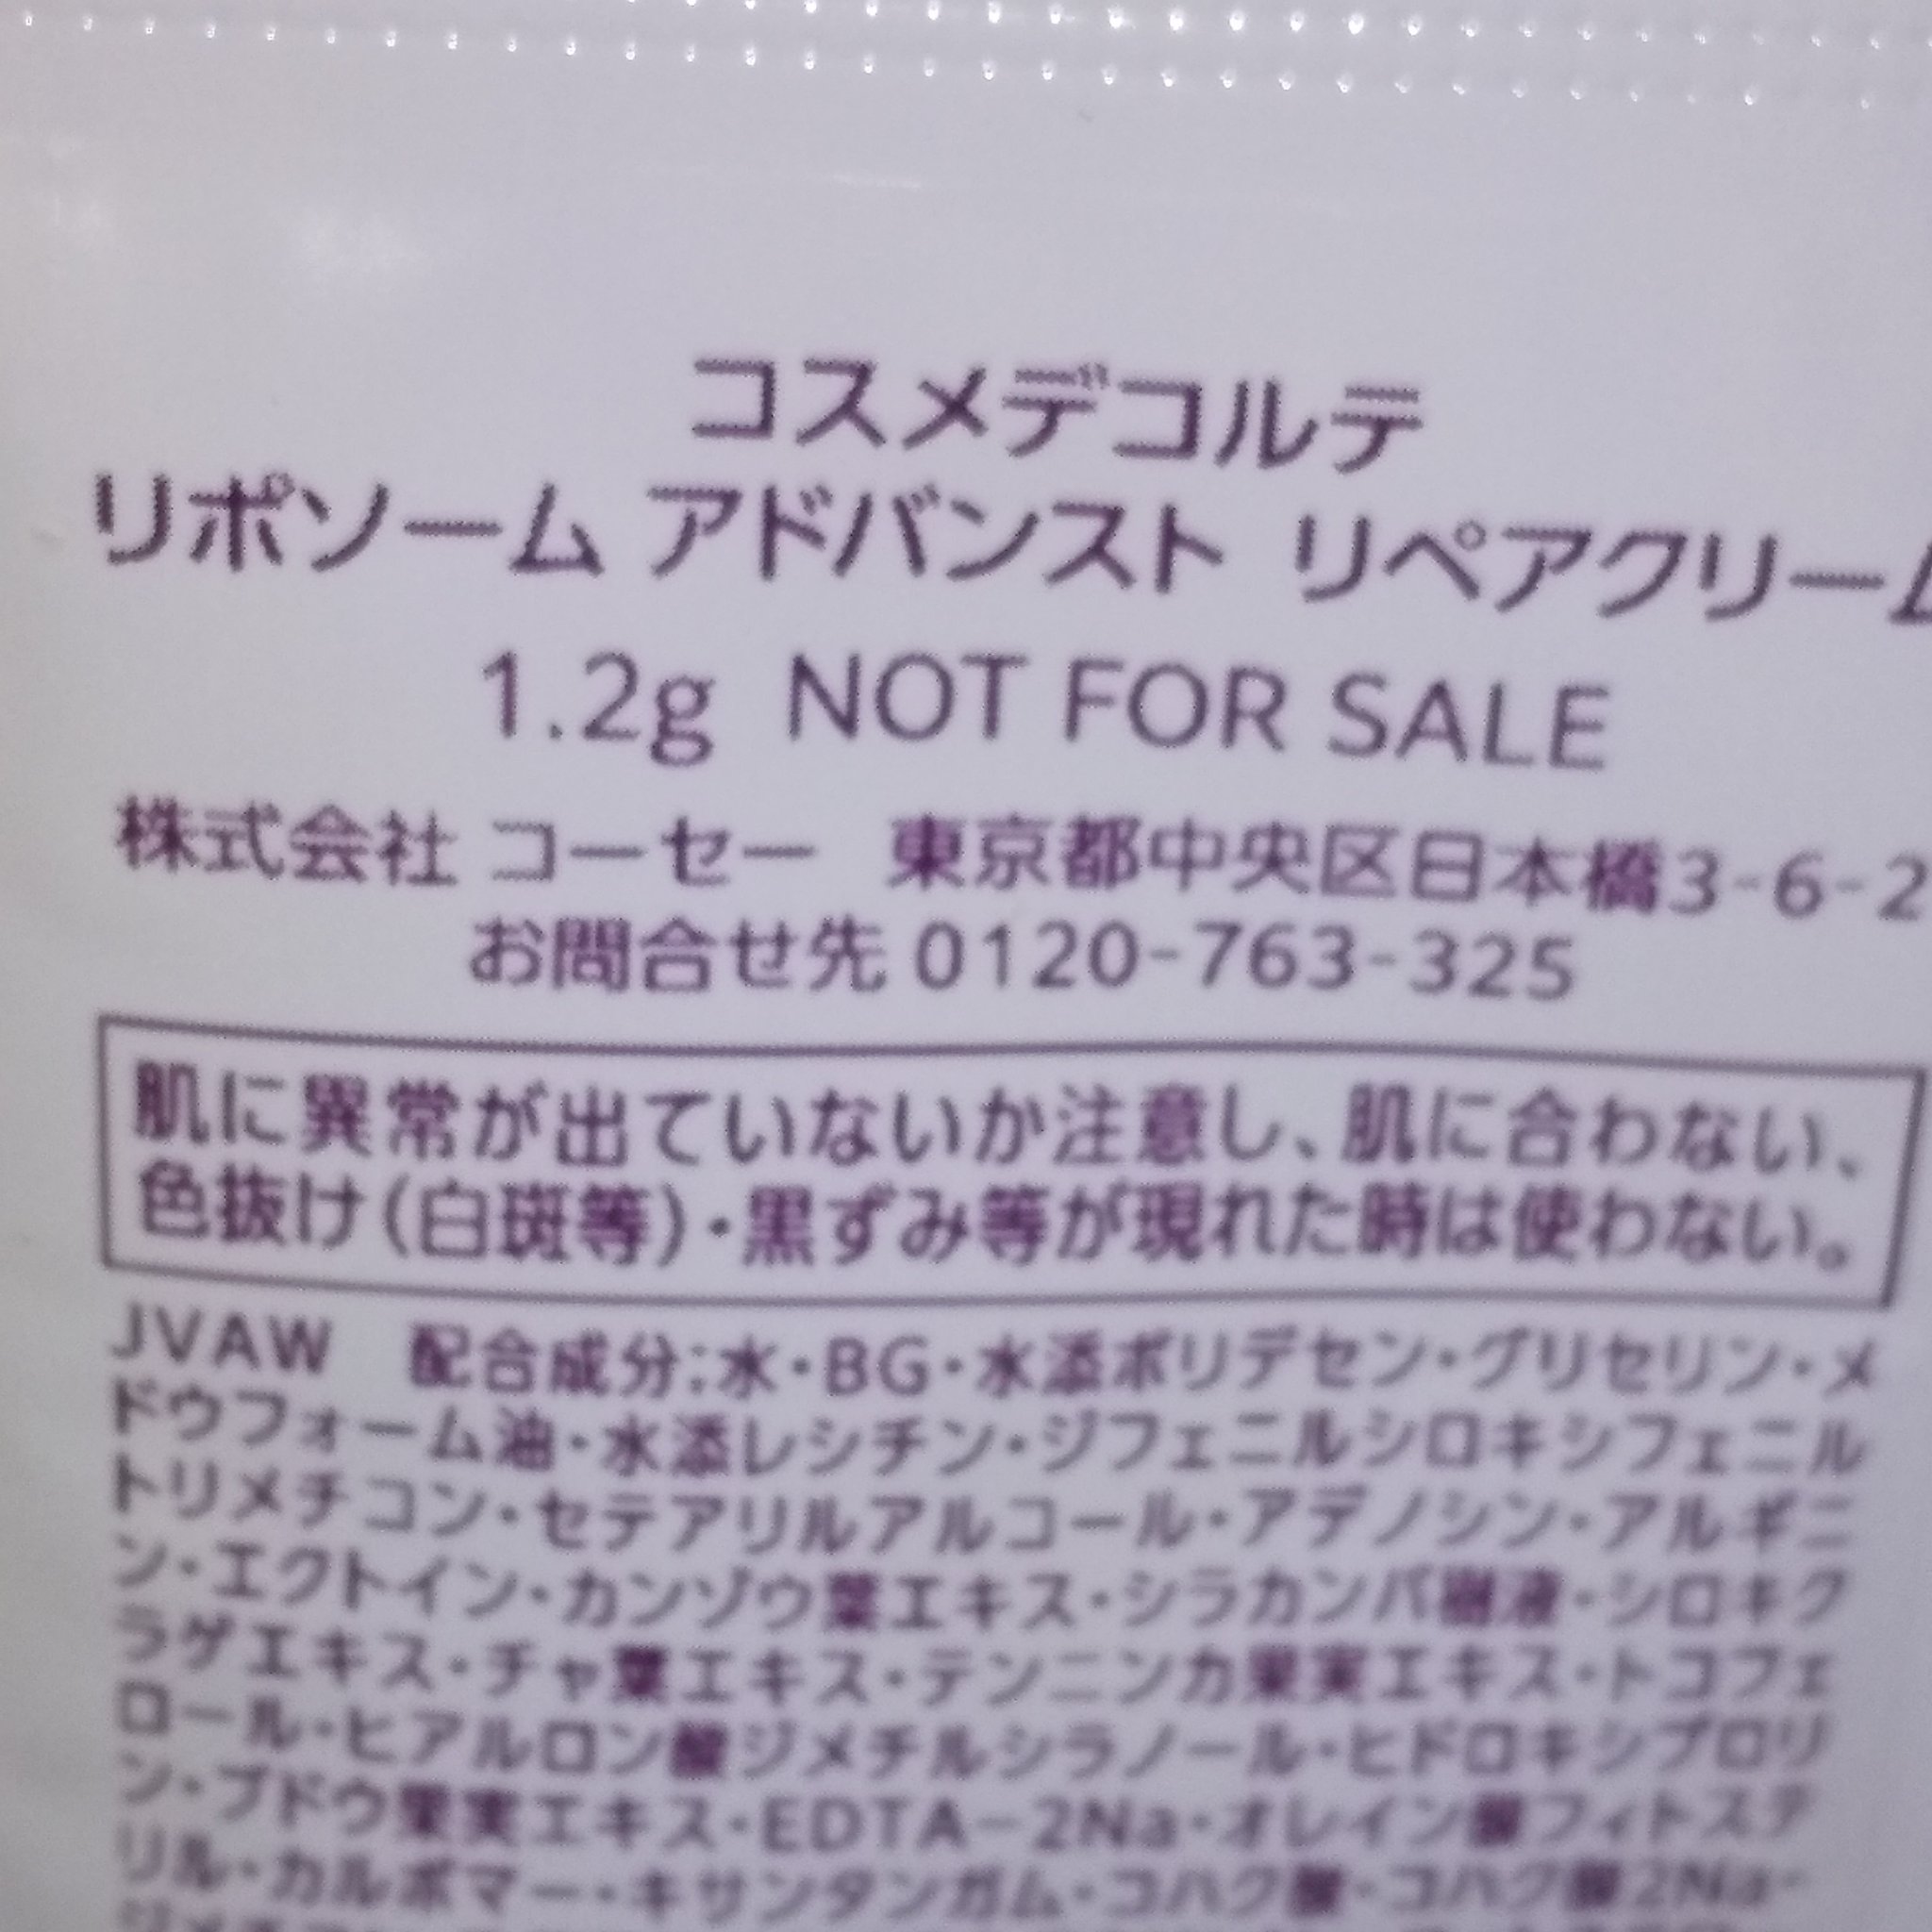 コスメデコルテ
リポソーム アドバンスト リペアクリーム
1.2g NOT FOR SALE
株式会社 コーセー 東京都中央区日本橋3-6-2
お問合せ先 0120-763-325
肌に異常が出ていないか注意し、肌に合わない、
色抜け(白斑等)・黒ずみ等が現れた時は使わない。
JVAW 配合成分:水・BG・水添ポリデセン・グリセリン・メ
ドウフォーム油・水添レシチン・ジフェニルシロキシフェニル
トリメチコン・セテアリルアルコール・アデノシン・アルギニ
ン・エクトイン・カンゾウ葉エキス・シラカンバ樹液・シロキク
ラゲエキス・チャ葉エキス・テンニンカ果実エキス・トコフェ
ロール・ヒアルロン酸ジメチルシラノール・ヒドロキシプロリ
ン・ブドウ果実エキス・EDTA-2Na・オレイン酸フィトステ
リル・カルボマー・キサンタンガム・コハク酸・コハク酸2Na・